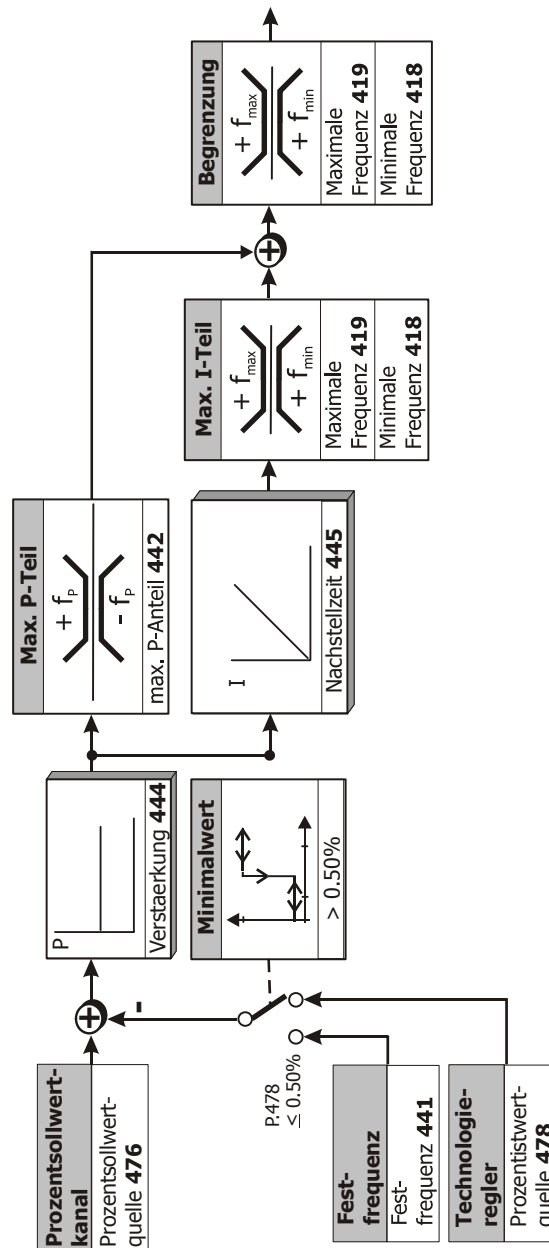 Prozentsollwert-
kanal
Prozentsollwert-
quelle 476
P
Verstaerkung 444
Max. P-Teil
+ fP
- fP
max. P-Anteil 442
I
Nachstellzeit 445
Max. I-Teil
+ fmax
+ fmin
Maximale
Frequenz 419
Minimale
Frequenz 418
Begrenzung
+ fmax
+ fmin
Maximale
Frequenz 419
Minimale
Frequenz 418
+
+
-
Minimalwert
> 0.50%
P.478
≤ 0.50%
Fest-
frequenz
Fest-
frequenz 441
Technologie-
regler
Prozentistwert-
quelle 478